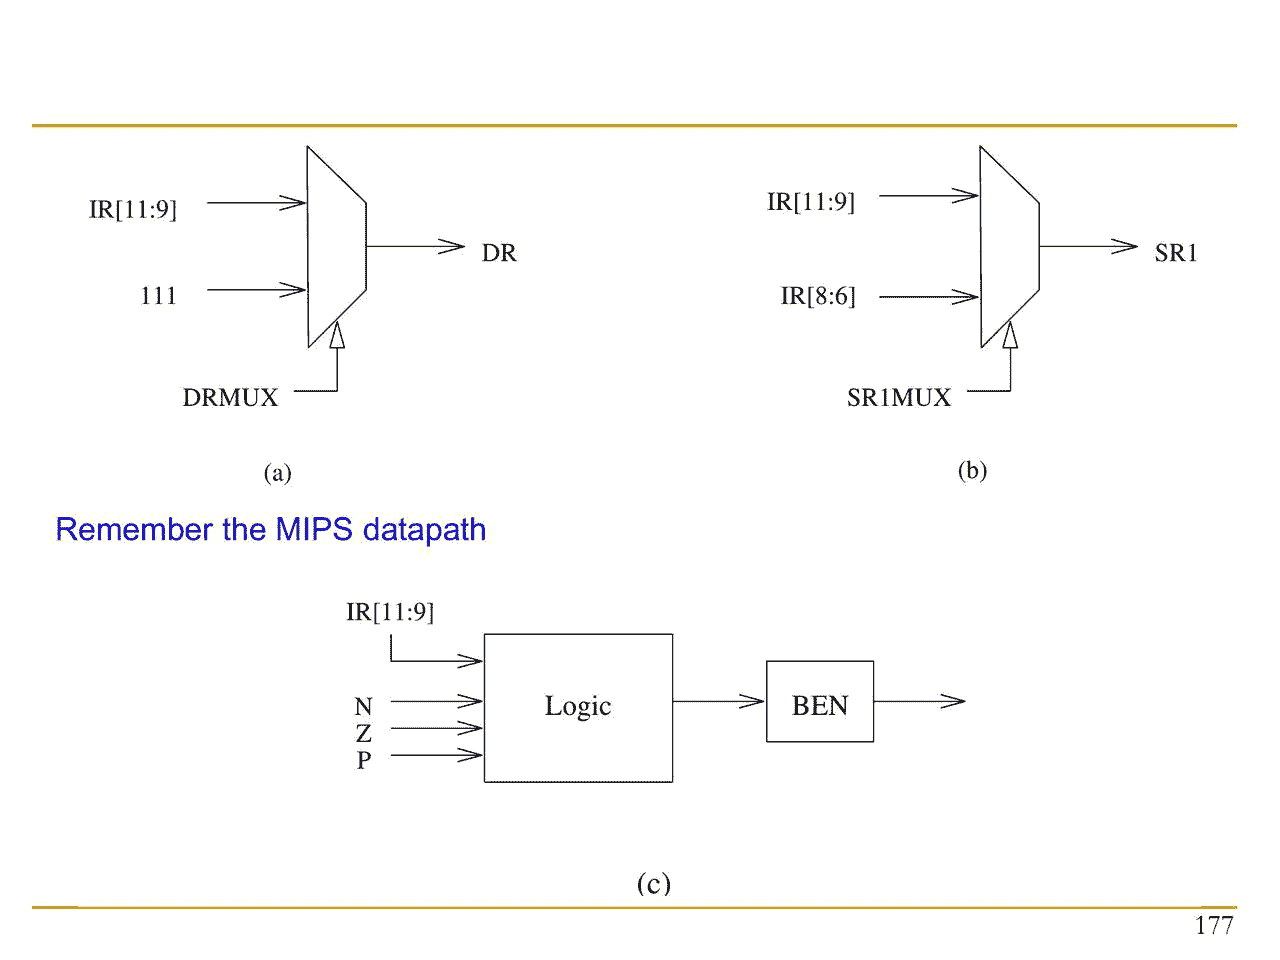 IR[11:9]
111
DR
DRMUX
(a)
IR[11:9]
IR[8:6]
SR1
SR1MUX
(b)
Remember the MIPS datapath
IR[11:9]
N
Z
P
Logic
BEN
(c)
177